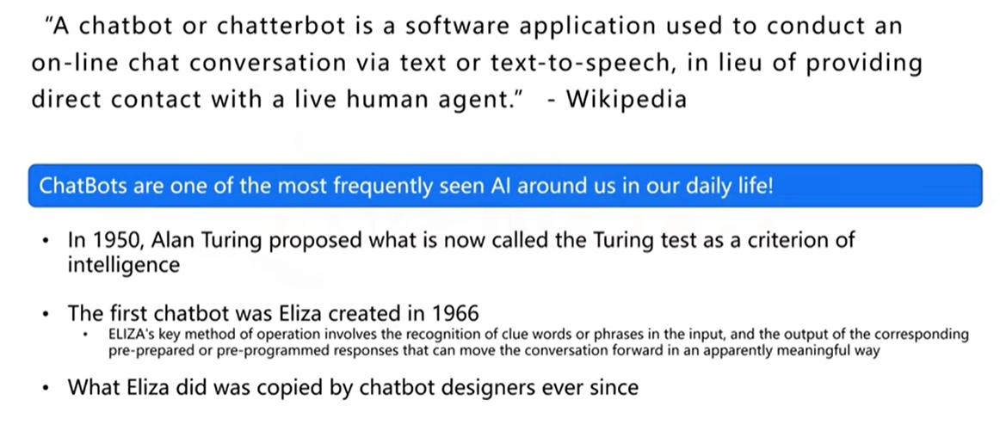 “A chatbot or chatterbot is a software application used to conduct an
on-line chat conversation via text or text-to-speech, in lieu of providing
direct contact with a live human agent.”  - Wikipedia
ChatBots are one of the most frequently seen AI around us in our daily life!
• In 1950, Alan Turing proposed what is now called the Turing test as a criterion of
intelligence
• The first chatbot was Eliza created in 1966
• ELIZA's key method of operation involves the recognition of clue words or phrases in the input, and the output of the corresponding
pre-prepared or pre-programmed responses that can move the conversation forward in an apparently meaningful way
• What Eliza did was copied by chatbot designers ever since